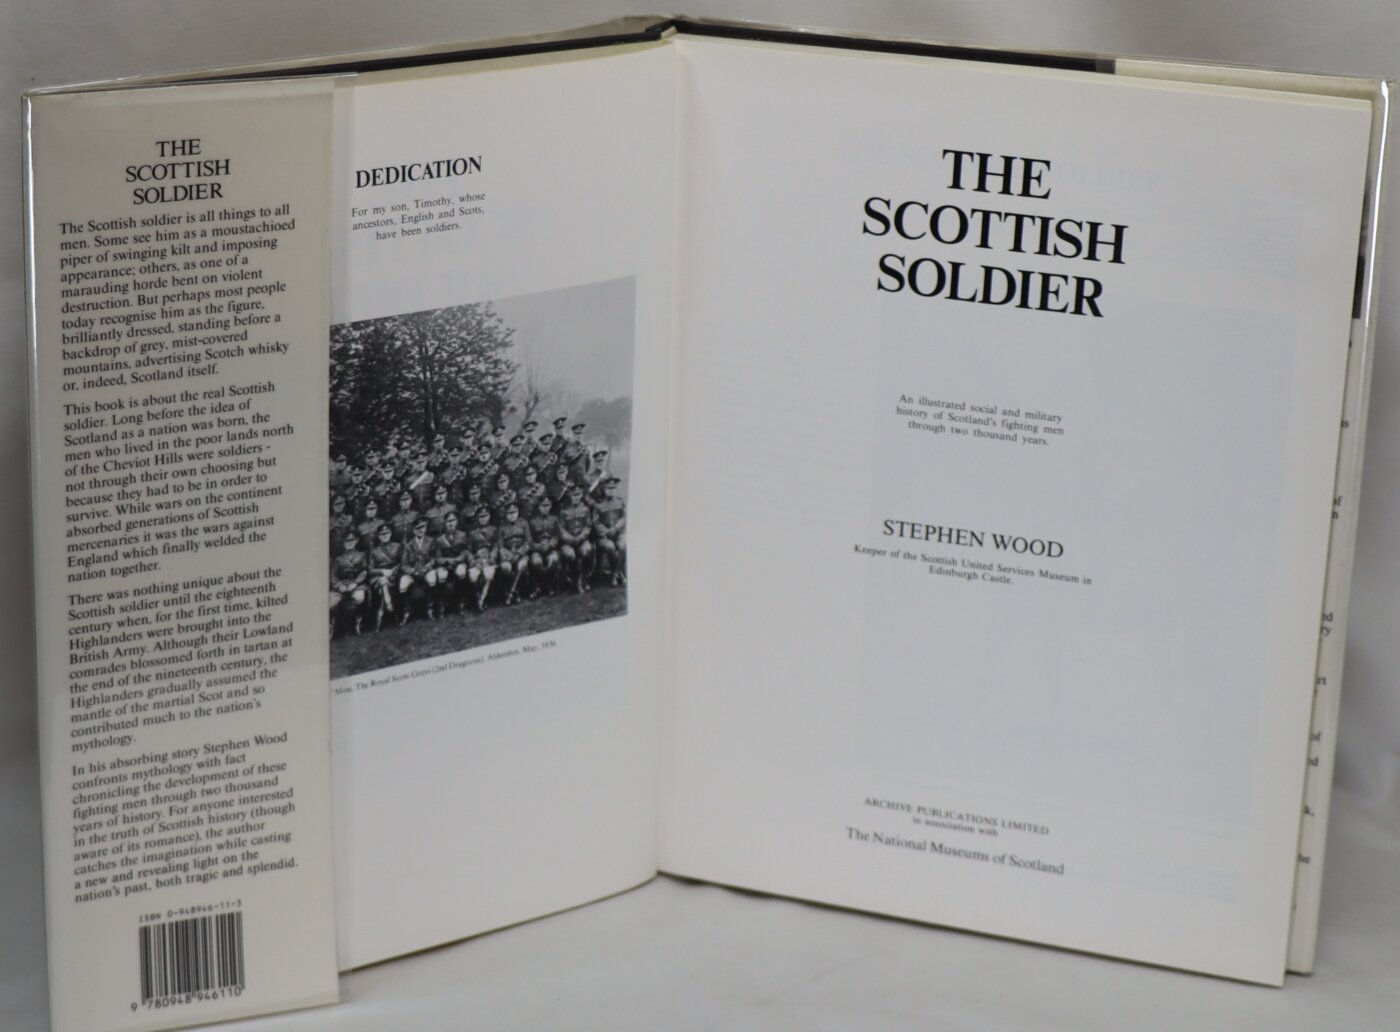 THE
SCOTTISH
SOLDIER
The Scottish soldier is all things to all
men. Some see him as a moustachioed
piper of swinging kilt and imposing
appearance; others, as one of a
marauding horde bent on violent
destruction. But perhaps most people
today recognise him as the figure,
brilliantly dressed, standing before a
backdrop of grey, mist-covered
mountains, advertising Scotch whisky
or, indeed, Scotland itself.
This book is about the real Scottish
soldier. Long before the idea of
Scotland as a nation was born, the
men who lived in the poor lands north
of the Cheviot Hills were soldiers -
not through their own choosing but
because they had to be in order to
survive. While wars on the continent
absorbed generations of Scottish
mercenaries it was the wars against
England which finally welded the
nation together.
There was nothing unique about the
Scottish soldier until the eighteenth
century when, for the first time, kilted
Highlanders were brought into the
British Army. Although their Lowland
comrades blossomed forth in tartan at
the end of the nineteenth century, the
Highlanders gradually assumed the
mantle of the martial Scot and so
contributed much to the nation's
mythology.
In his absorbing story Stephen Wood
confronts mythology with fact
chronicling the development of these
fighting men through two thousand
years of history. For anyone interested
in the truth of Scottish history (though
aware of its romance), the author
catches the imagination while casting
a new and revealing light on the
nation's past, both tragic and splendid.
ISBN 0-948946-11-3
9 780948 946110
DEDICATION
For my son, Timothy, whose
ancestors, English and Scots,
have been soldiers.
Mess, The Royal Scots Greys (2nd Dragoons), Aldershot, May, 1936.
THE
SCOTTISH
SOLDIER
An illustrated social and military
history of Scotland's fighting men
through two thousand years.
STEPHEN WOOD
Keeper of the Scottish United Services Museum in
Edinburgh Castle.
ARCHIVE PUBLICATIONS LIMITED
in association with
The National Museums of Scotland